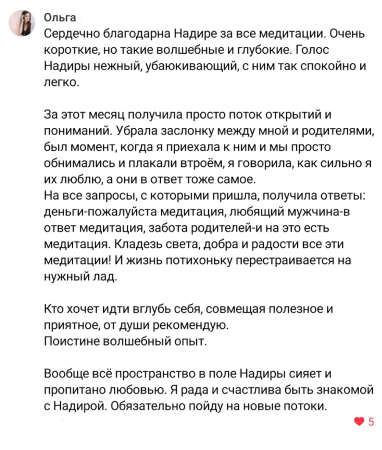 Ольга
Сердечно благодарна Надире за все медитации. Очень
короткие, но такие волшебные и глубокие. Голос
Надиры нежный, убаюкивающий, с ним так спокойно и
легко.
За этот месяц получила просто поток открытий и
пониманий. Убрала заслонку между мной и родителями,
был момент, когда я приехала к ним и мы просто
обнимались и плакали втроём, я говорила, как сильно я
их люблю, а они в ответ тоже самое.
На все запросы, с которыми пришла, получила ответы:
деньги-пожалуйста медитация, любящий мужчина-в
ответ медитация, забота родителей-и на это есть
медитация. Кладезь света, добра и радости все эти
медитации! И жизнь потихоньку перестраивается на
нужный лад.
Кто хочет идти вглубь себя, совмещая полезное и
приятное, от души рекомендую.
Поистине волшебный опыт.
Вообще всё пространство в поле Надиры сияет и
пропитано любовью. Я рада и счастлива быть знакомой
с Надирой. Обязательно пойду на новые потоки.
5